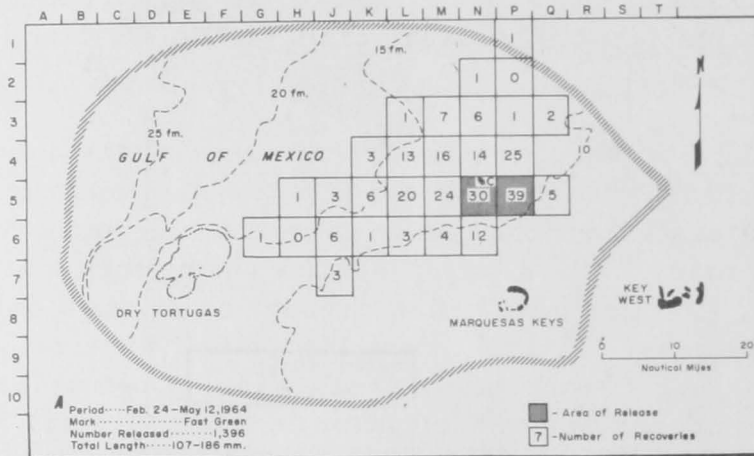 A B C D E F G H J K L M N P Q R S T
1 15 fm. 1
2 20 fm. 1 0
3 25 fm. 1 7 6 1 2
4 GULF OF MEXICO 3 13 16 14 25 10
C
5 1 3 6 20 24 30 39 5
6 1 0 6 1 3 4 12
7 3
8 DRY TORTUGAS MARQUESAS KEYS KEY WEST
9 0 10 20
Nautical Miles
10
A Period.....Feb. 24-May 12, 1964
Mark...............Fast Green
Number Released........1,396
Total Length.....107-186 mm.
- Area of Release
7 - Number of Recoveries
N